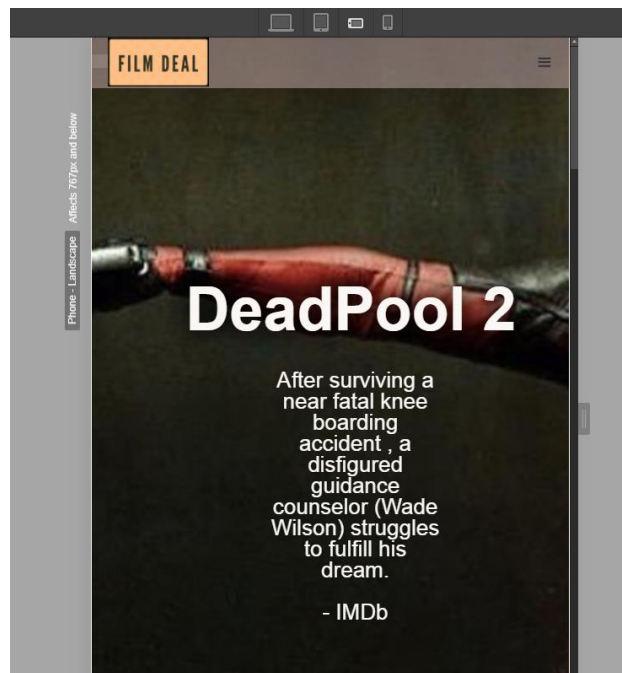 FILM DEAL
Phone - Landscape Affects 767px and below
DeadPool 2
After surviving a
near fatal knee
boarding
accident , a
disfigured
guidance
counselor (Wade
Wilson) struggles
to fulfill his
dream.
- IMDb